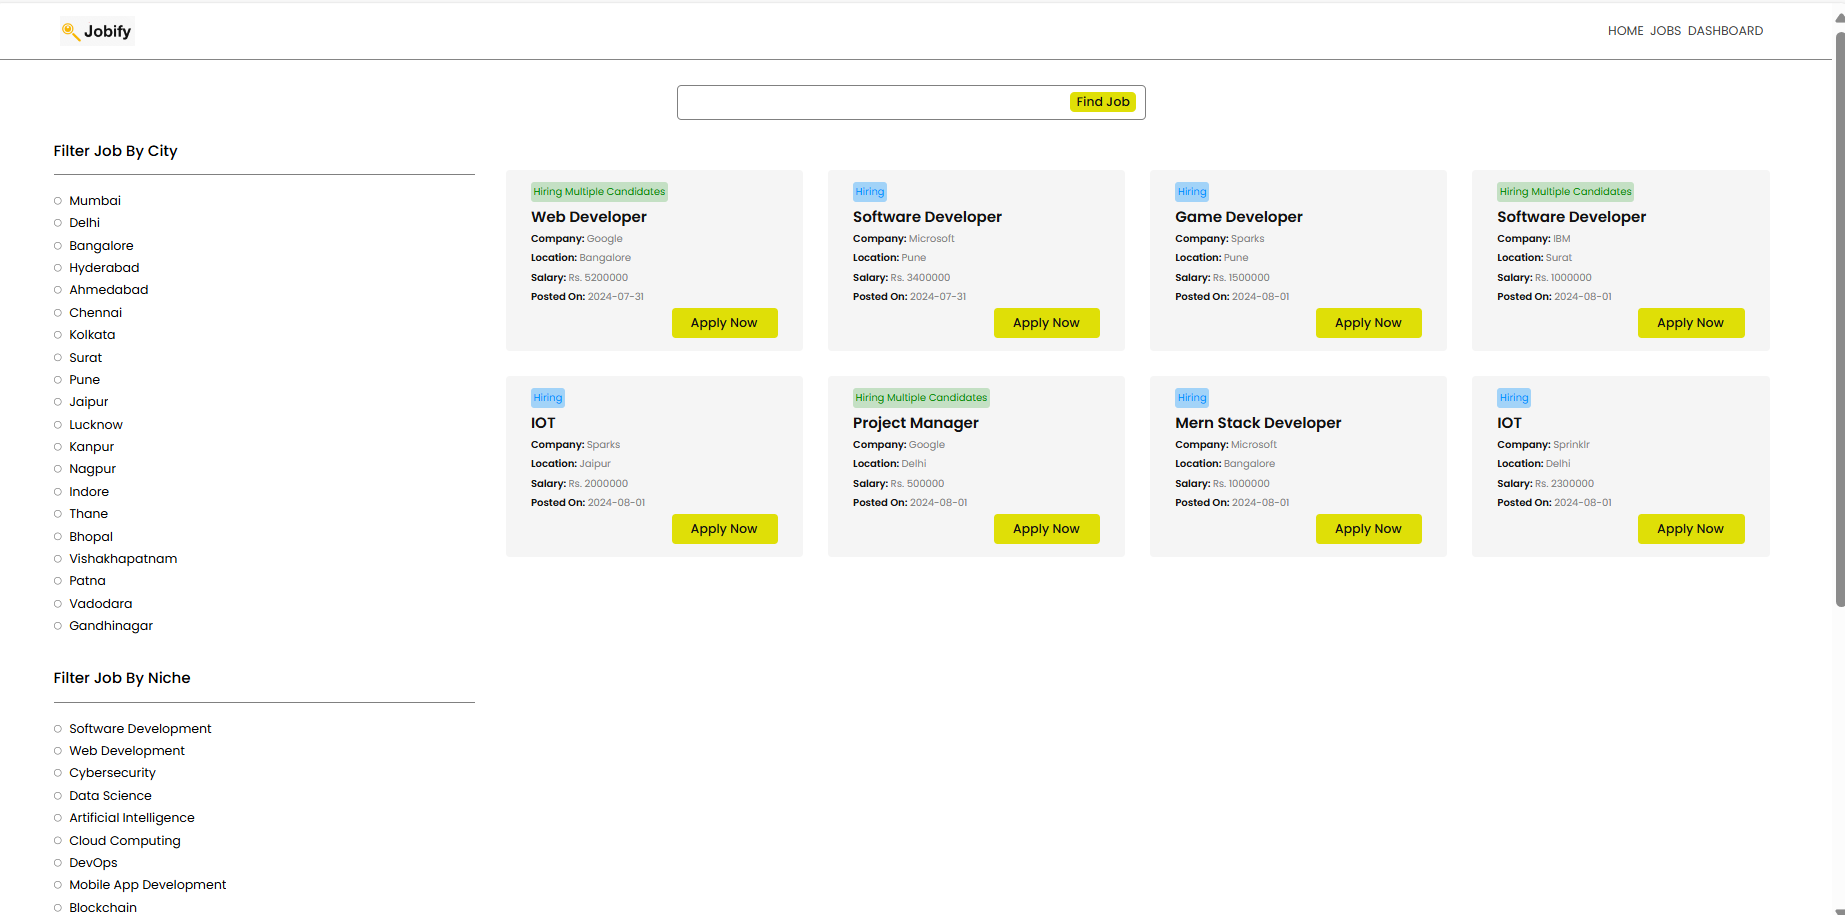 Jobify
HOME JOBS DASHBOARD
Find Job
Filter Job By City
Mumbai
Delhi
Bangalore
Hyderabad
Ahmedabad
Chennai
Kolkata
Surat
Pune
Jaipur
Lucknow
Kanpur
Nagpur
Indore
Thane
Bhopal
Vishakhapatnam
Patna
Vadodara
Gandhinagar
Filter Job By Niche
Software Development
Web Development
Cybersecurity
Data Science
Artificial Intelligence
Cloud Computing
DevOps
Mobile App Development
Blockchain
Hiring Multiple Candidates
Web Developer
Company: Google
Location: Bangalore
Salary: Rs. 5200000
Posted On: 2024-07-31
Apply Now
Hiring
Software Developer
Company: Microsoft
Location: Pune
Salary: Rs. 3400000
Posted On: 2024-07-31
Apply Now
Hiring
Game Developer
Company: Sparks
Location: Pune
Salary: Rs. 1500000
Posted On: 2024-08-01
Apply Now
Hiring Multiple Candidates
Software Developer
Company: IBM
Location: Surat
Salary: Rs. 1000000
Posted On: 2024-08-01
Apply Now
Hiring
IOT
Company: Sparks
Location: Jaipur
Salary: Rs. 2000000
Posted On: 2024-08-01
Apply Now
Hiring Multiple Candidates
Project Manager
Company: Google
Location: Delhi
Salary: Rs. 500000
Posted On: 2024-08-01
Apply Now
Hiring
Mern Stack Developer
Company: Microsoft
Location: Bangalore
Salary: Rs. 1000000
Posted On: 2024-08-01
Apply Now
Hiring
IOT
Company: Sprinklr
Location: Delhi
Salary: Rs. 2300000
Posted On: 2024-08-01
Apply Now